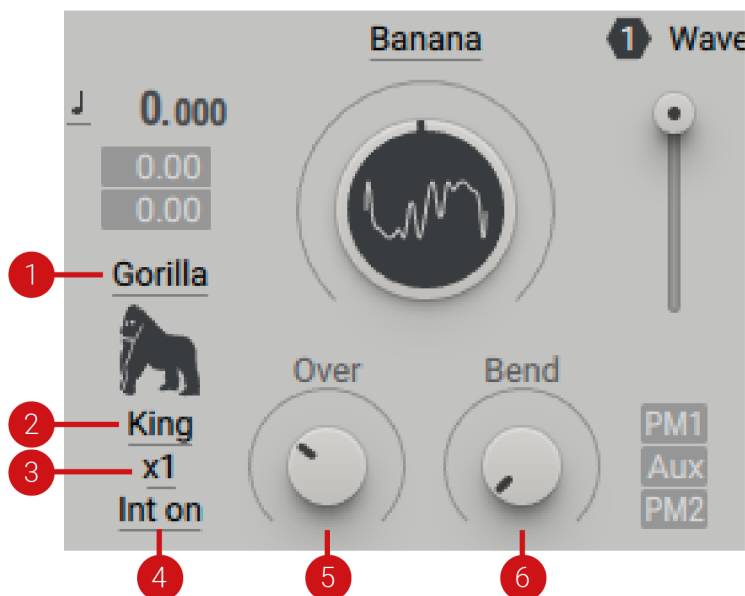 Banana
1 Wave
0.000
0.00
0.00
1 Gorilla
Over
Bend
2 King
3 x1
Int on
PM1
Aux
PM2
4
5
6